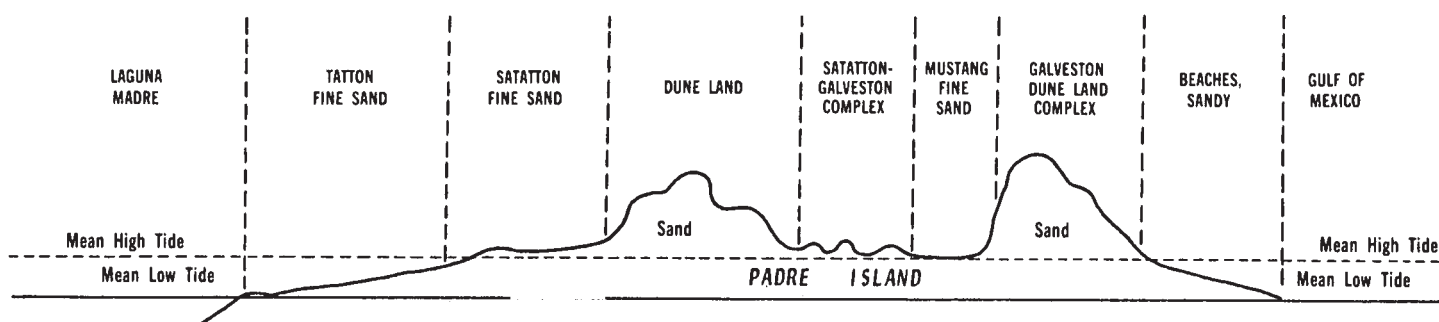 LAGUNA
MADRE
TATTON
FINE SAND
SATATTON
FINE SAND
DUNE LAND
SATATTON-
GALVESTON
COMPLEX
MUSTANG
FINE
SAND
GALVESTON
DUNE LAND
COMPLEX
BEACHES,
SANDY
GULF OF
MEXICO
Sand
Sand
Mean High Tide
Mean High Tide
Mean Low Tide
PADRE ISLAND
Mean Low Tide